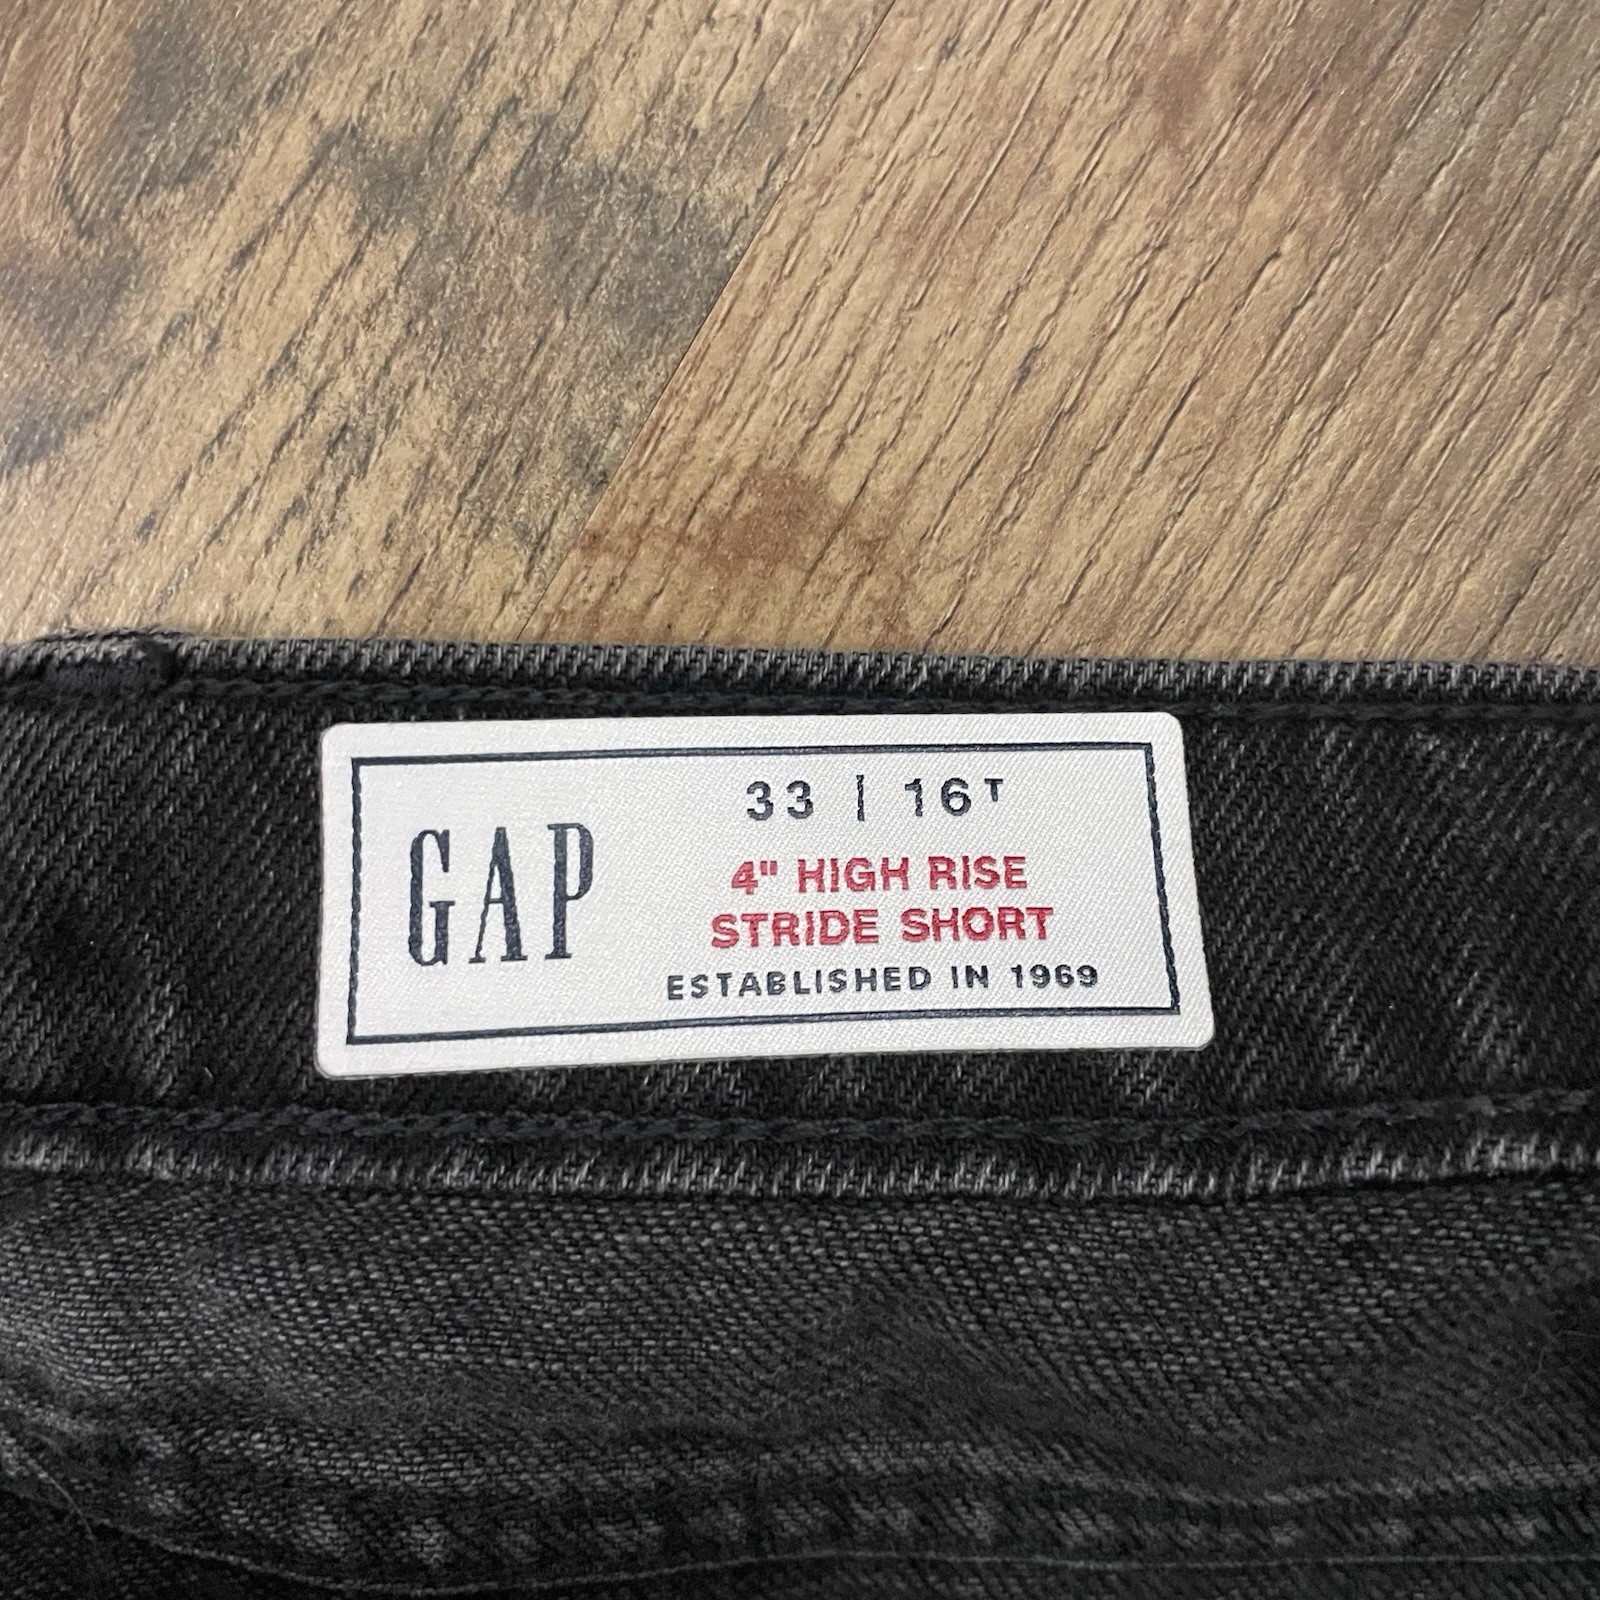 GAP
33 | 16T
4" HIGH RISE
STRIDE SHORT
ESTABLISHED IN 1969